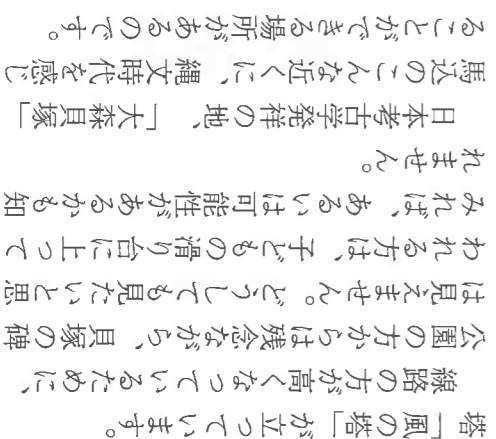 塔「風の塔」が立っています。
線路の方が高くなっているために、
公園の方からは残念ながら、貝塚の碑
は見えません。どうしても見たいと思
われる方は、子どもの滑り台に上って
みれば、あるいは可能性があるかも知
れません。
日本考古学発祥の地、「大森貝塚」
馬込のこんな近くに、縄文時代を感じ
ることができる場所があるのです。